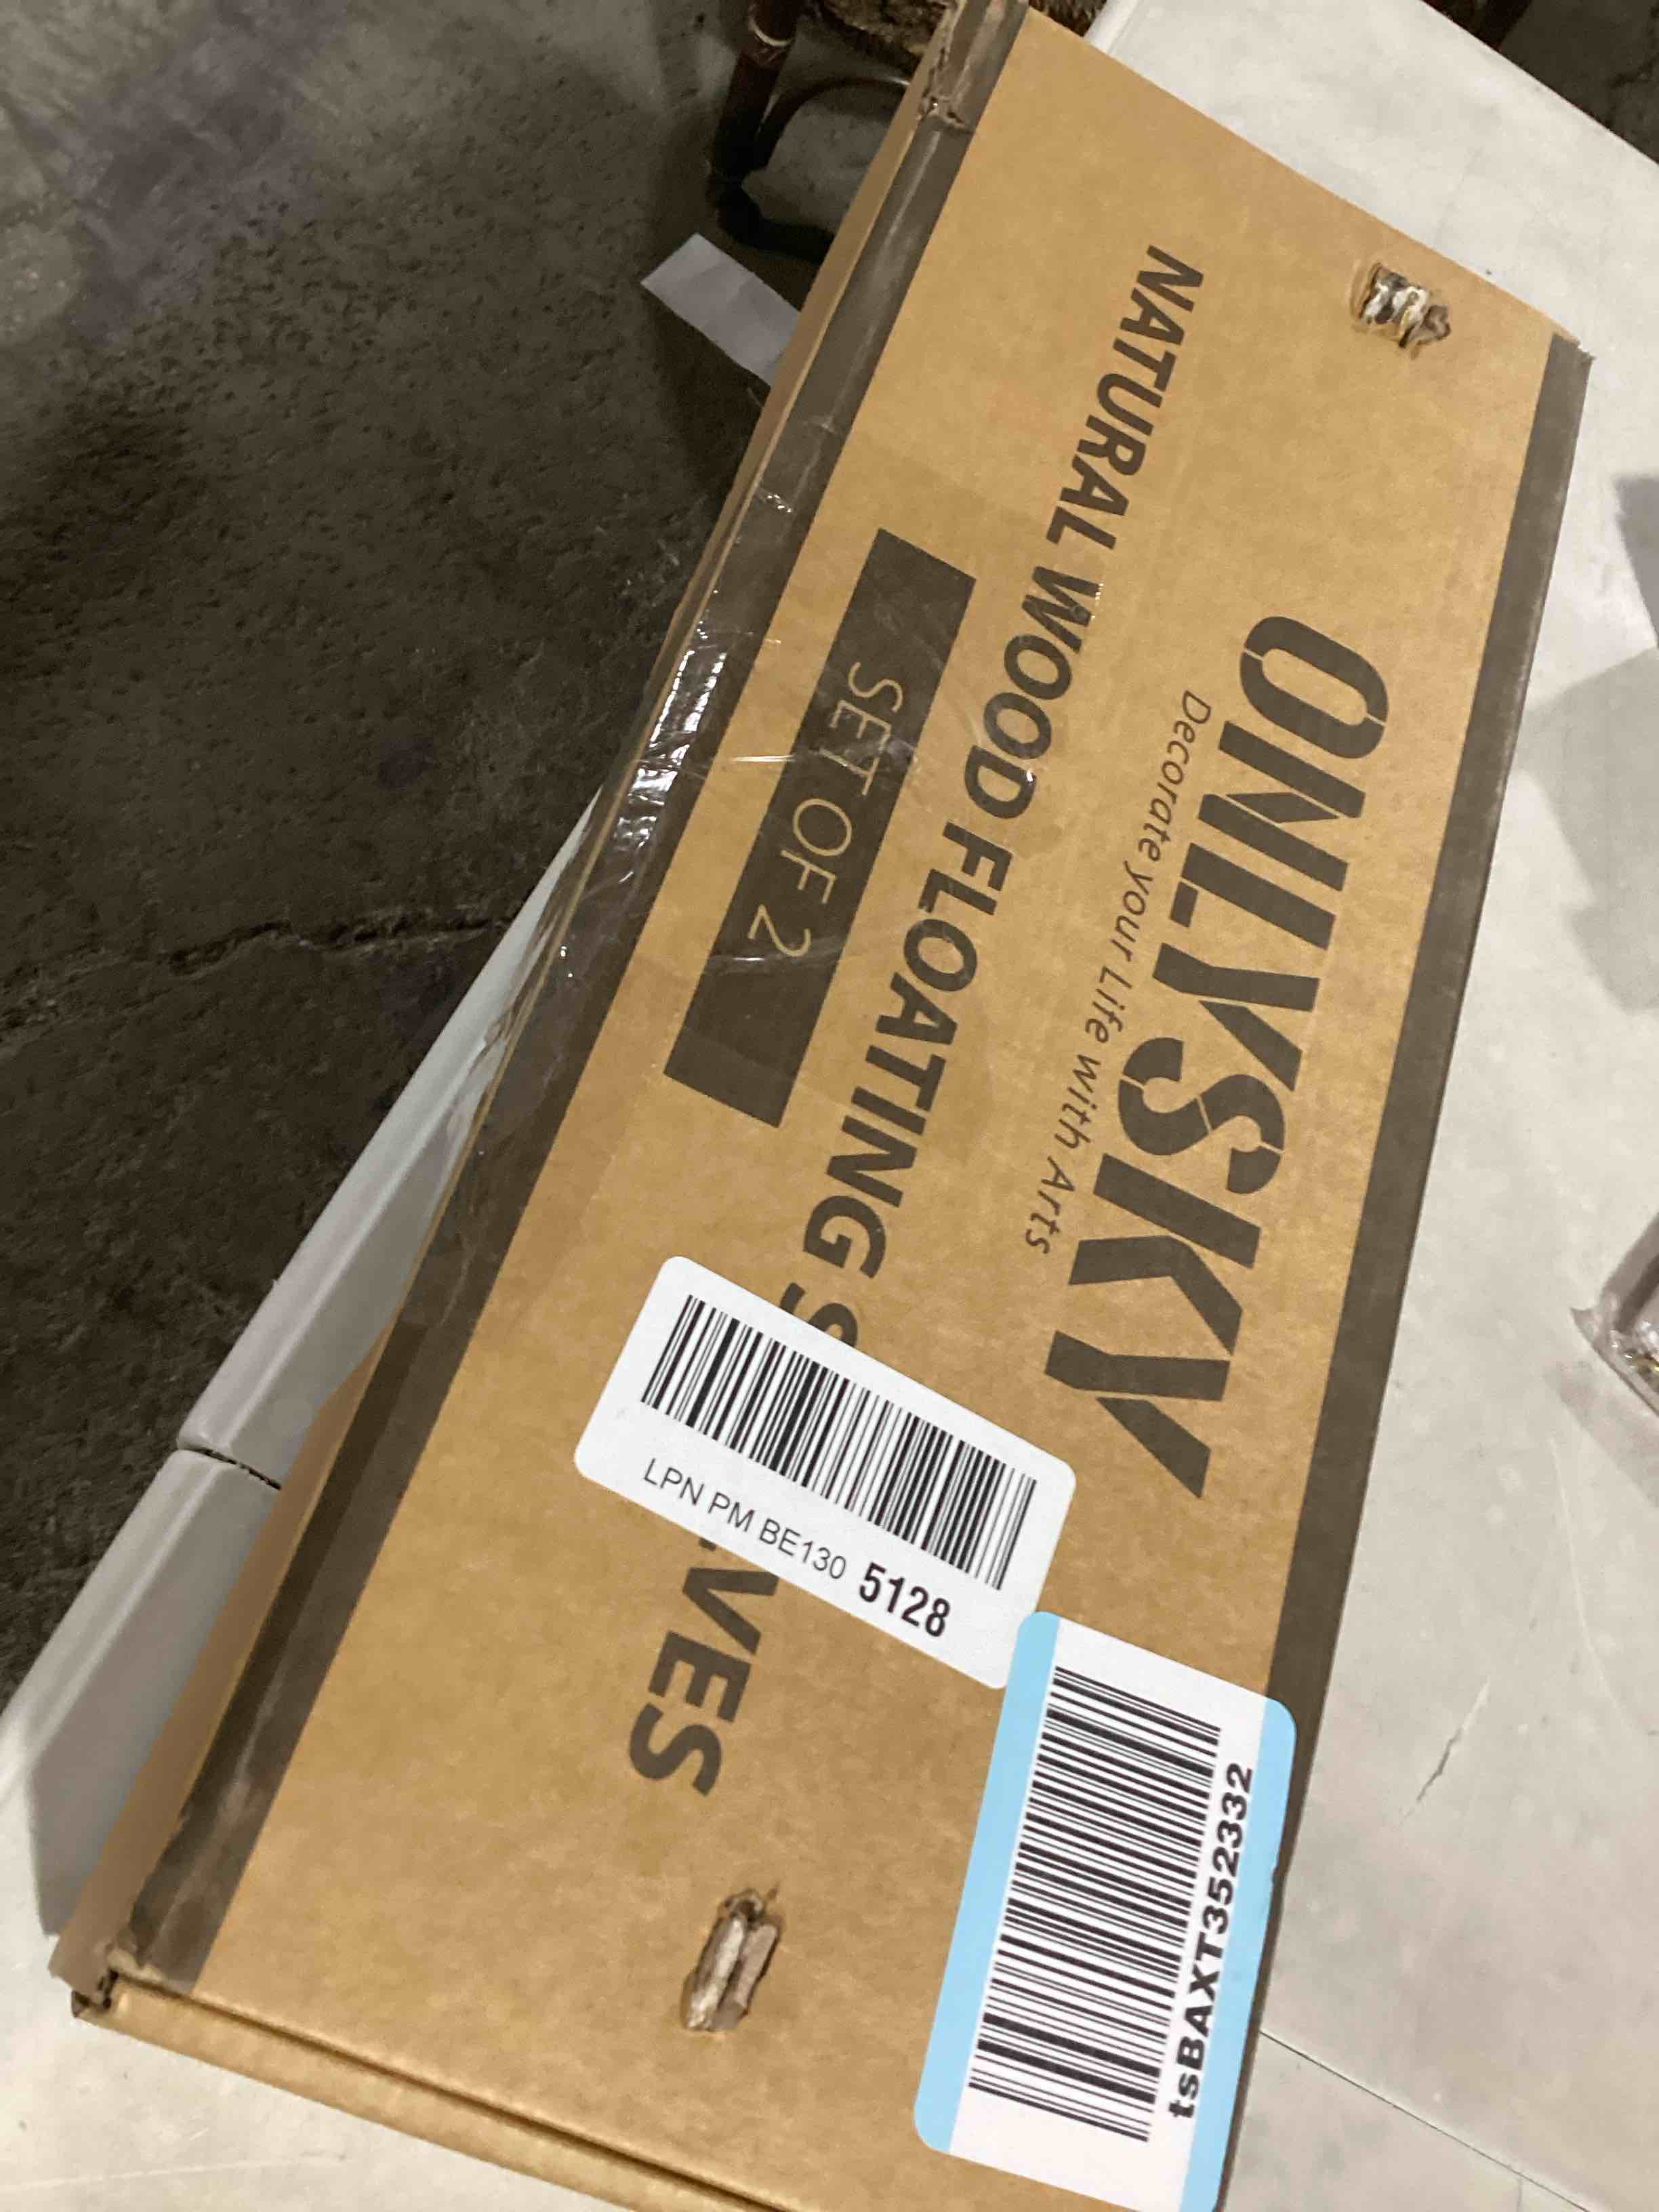 ONLYSKY
Decorate your Life with Arts
NATURAL WOOD FLOATING S VES
SET OF 2
LPN PM BE130 5128
tsBAXT352332